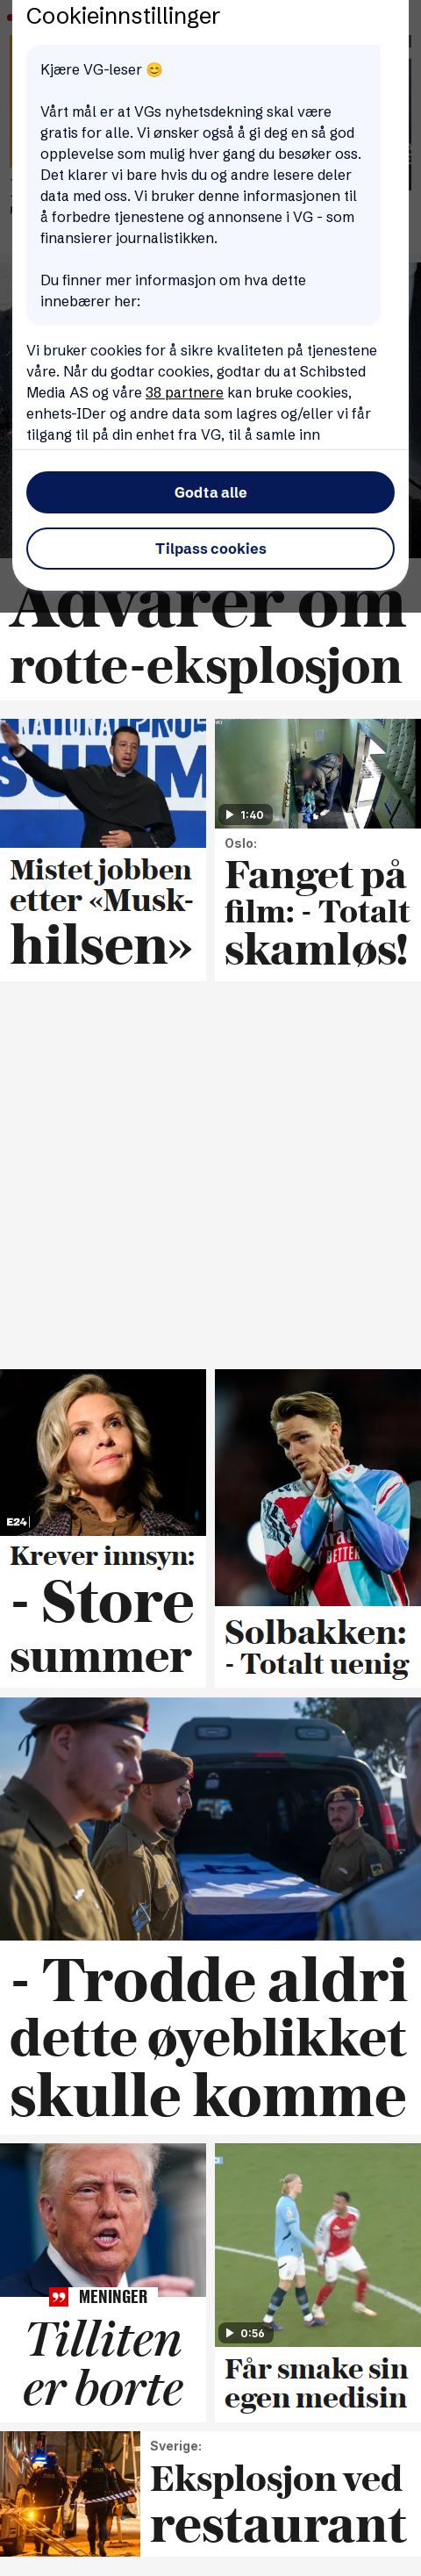 Cookieinnstillinger
Kjære VG-leser 😊
Vårt mål er at VGs nyhetsdekning skal være
gratis for alle. Vi ønsker også å gi deg en så god
opplevelse som mulig hver gang du besøker oss.
Det klarer vi bare hvis du og andre lesere deler
data med oss. Vi bruker denne informasjonen til
å forbedre tjenestene og annonsene i VG - som
finansierer journalistikken.
Du finner mer informasjon om hva dette
innebærer her:
Vi bruker cookies for å sikre kvaliteten på tjenestene
våre. Når du godtar cookies, godtar du at Schibsted
Media AS og våre 38 partnere kan bruke cookies,
enhets-IDer og andre data som lagres og/eller vi får
tilgang til på din enhet fra VG, til å samle inn
Godta alle
Tilpass cookies
Advarer om
rotte-eksplosjon
NATIONAL PRO-
SUMM
Mistet jobben
etter «Musk-
hilsen»
1:40
Oslo:
Fanget på
film: - Totalt
skamløs!
E24
Krever innsyn:
- Store
summer
BETTER
Solbakken:
- Totalt uenig
- Trodde aldri
dette øyeblikket
skulle komme
MENINGER
Tilliten
er borte
0:56
Får smake sin
egen medisin
Sverige:
Eksplosjon ved
restaurant